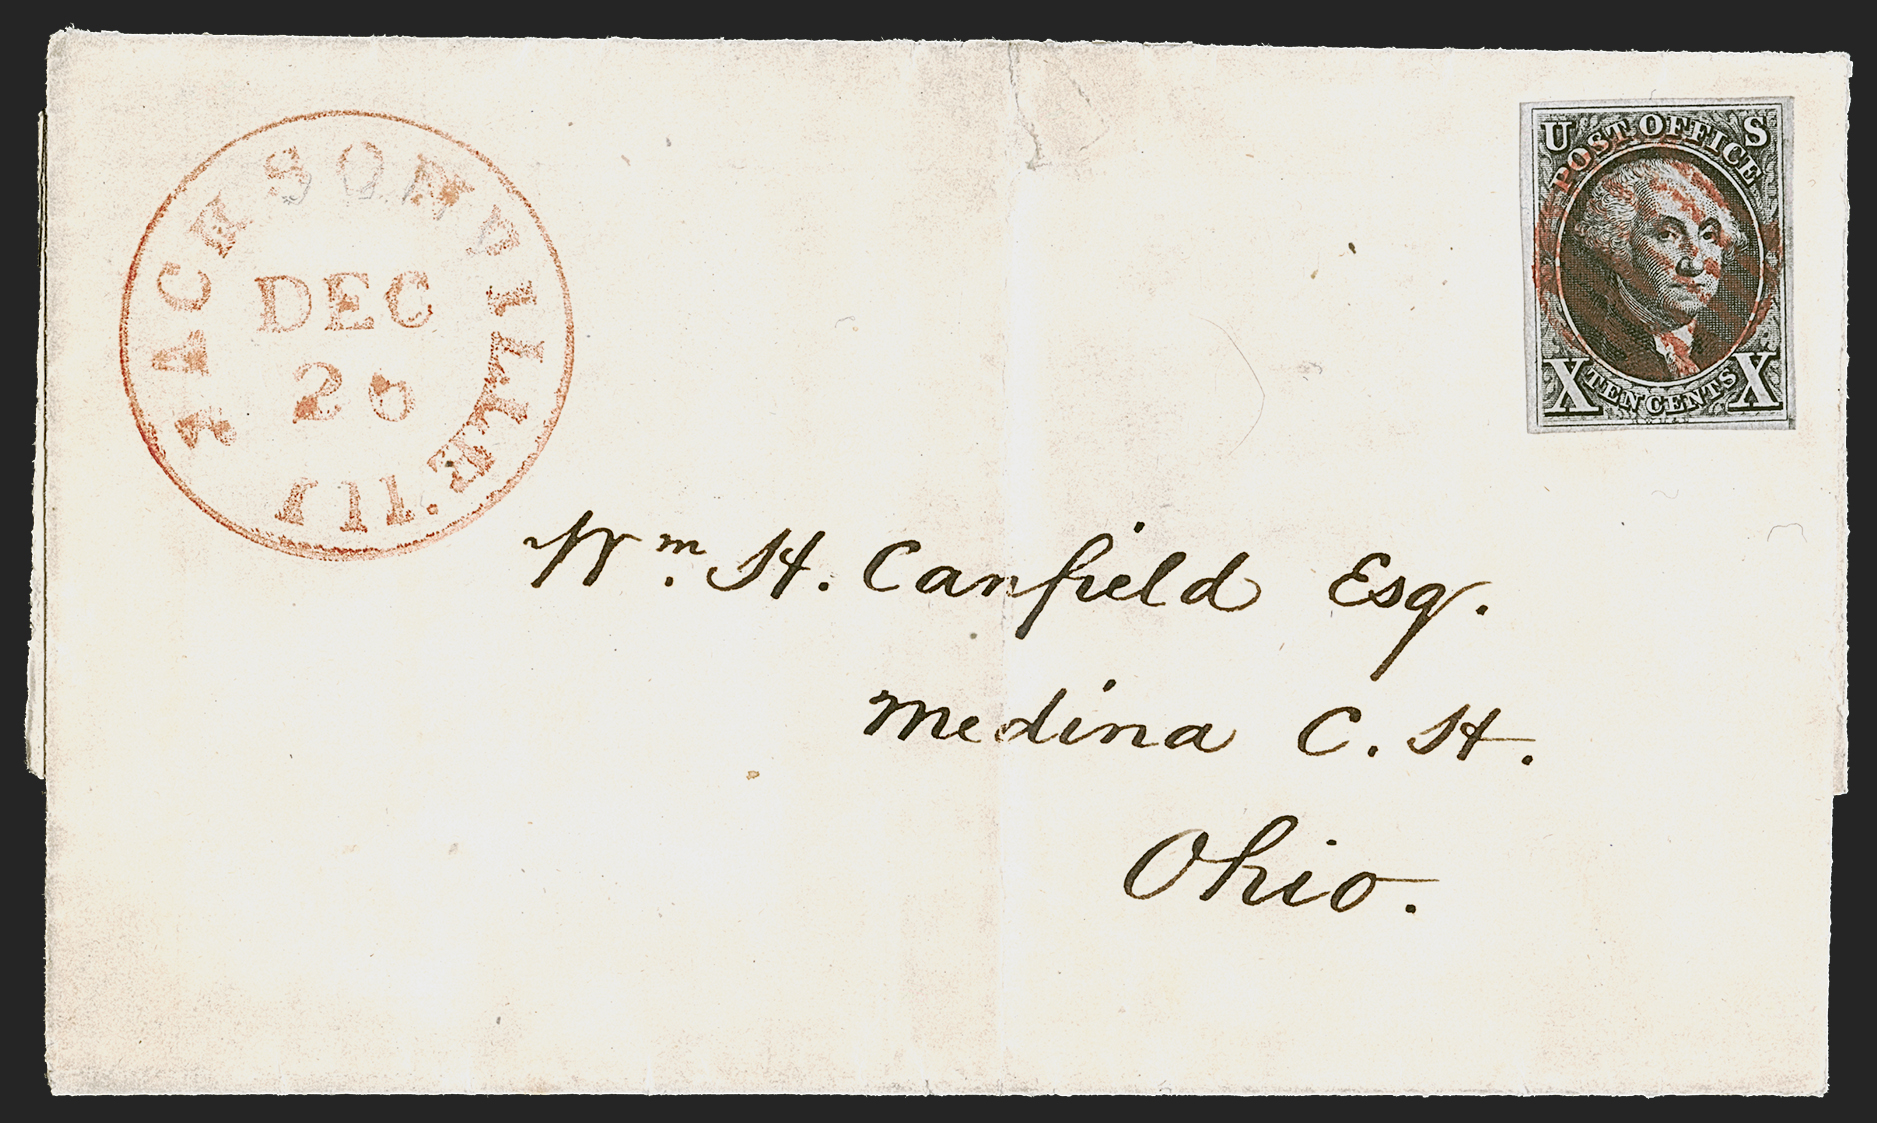 JACKSONVILLE. Ill
DEC
26
U S
POST OFFICE
X TEN CENTS X
Wm. H. Canfield Esq.
Medina C. H.
Ohio.